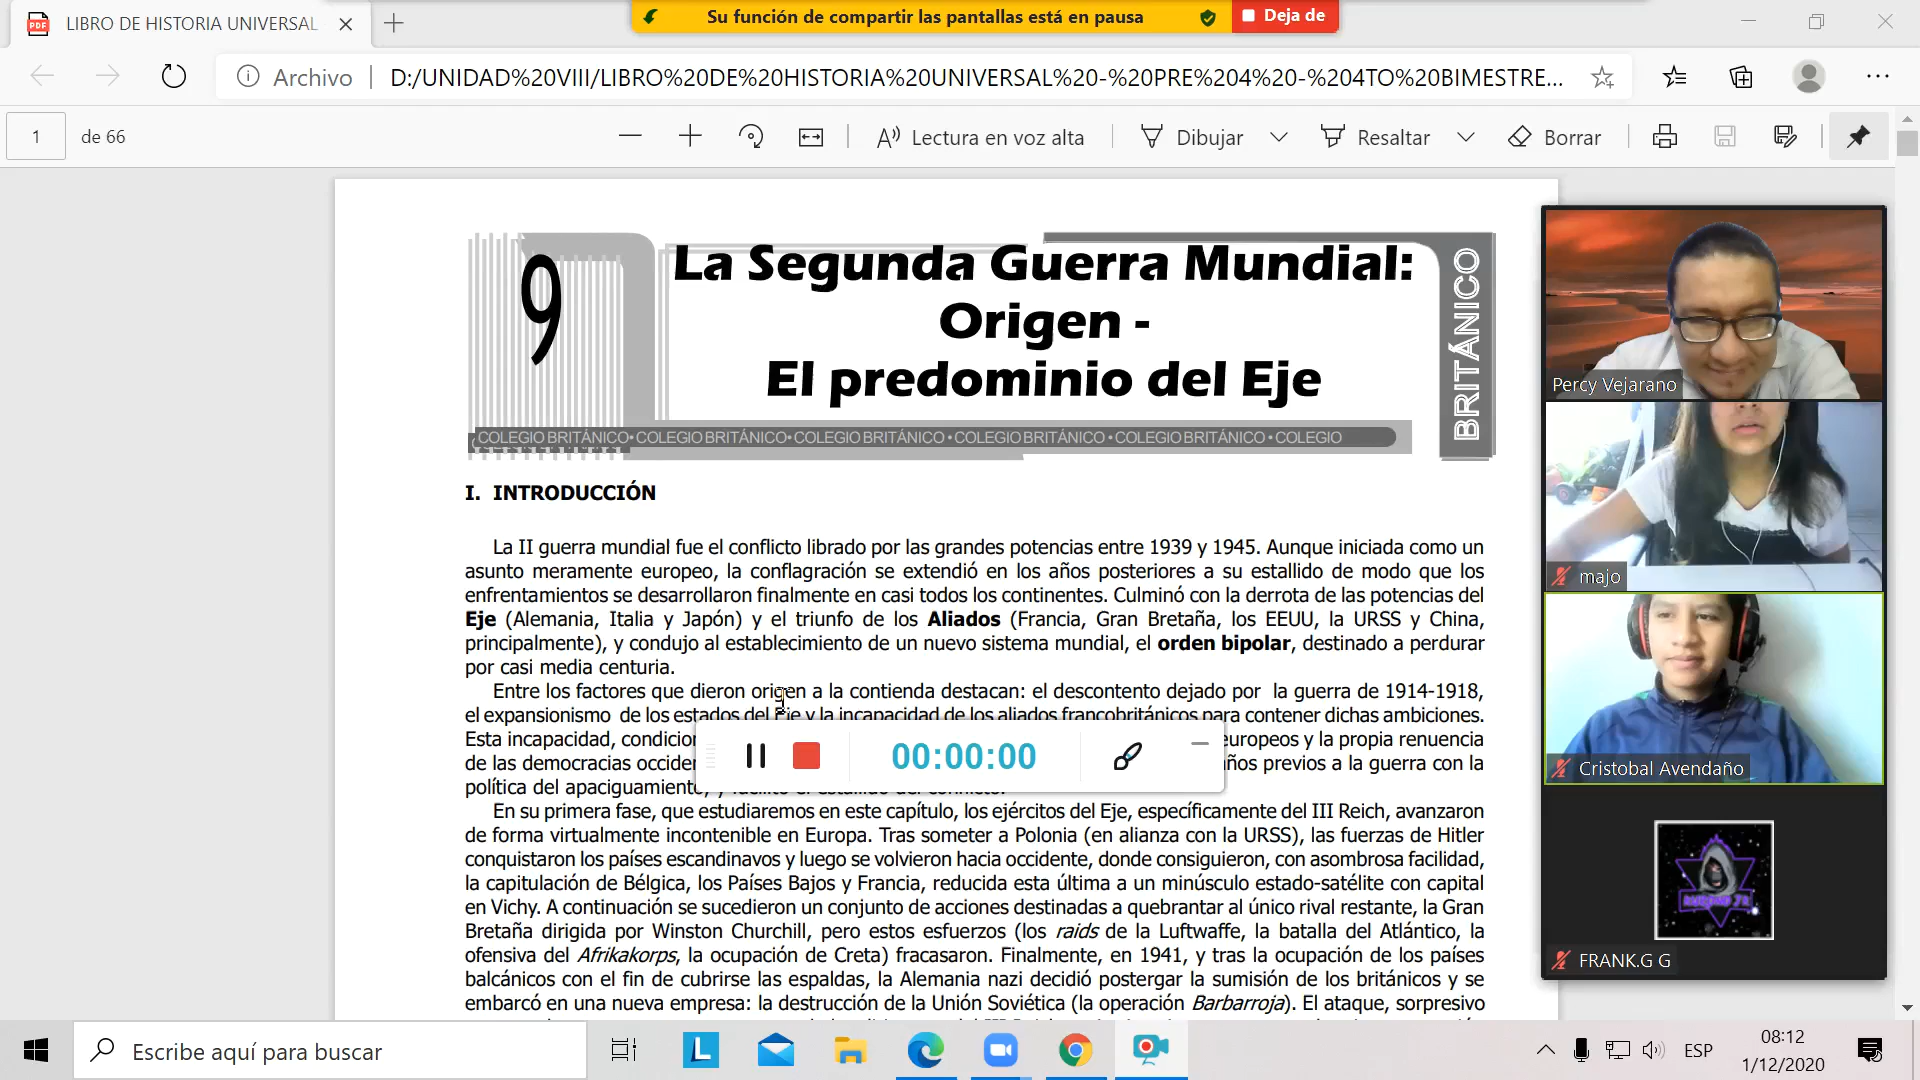 LIBRO DE HISTORIA UNIVERSAL
Su función de compartir las pantallas está en pausa
Deja de
Archivo
D:/UNIDAD%20VIII/LIBRO%20DE%20HISTORIA%20UNIVERSAL%20-%20PRE%204%20-%204TO%20BIMESTRE...
1
de 66
Lectura en voz alta
Dibujar
Resaltar
Borrar
9
La Segunda Guerra Mundial:
Origen -
El predominio del Eje
BRITÁNICO
COLEGIO BRITÁNICO• COLEGIO BRITÁNICO• COLEGIO BRITÁNICO • COLEGIO BRITÁNICO • COLEGIO BRITÁNICO • COLEGIO
I. INTRODUCCIÓN
La II guerra mundial fue el conflicto librado por las grandes potencias entre 1939 y 1945. Aunque iniciada como un
asunto meramente europeo, la conflagración se extendió en los años posteriores a su estallido de modo que los
enfrentamientos se desarrollaron finalmente en casi todos los continentes. Culminó con la derrota de las potencias del
Eje (Alemania, Italia y Japón) y el triunfo de los Aliados (Francia, Gran Bretaña, los EEUU, la URSS y China,
principalmente), y condujo al establecimiento de un nuevo sistema mundial, el orden bipolar, destinado a perdurar
por casi media centuria.
Entre los factores que dieron origen a la contienda destacan: el descontento dejado por la guerra de 1914-1918,
el expansionismo de los estados del Eje y la incapacidad de los aliados francobritánicos para contener dichas ambiciones.
Esta incapacidad, europeos y la propia renuencia
de las democracias previos a la guerra con la
política del
En su primera fase, que estudiaremos en este capítulo, los ejércitos del Eje, específicamente del III Reich, avanzaron
de forma virtualmente incontenible en Europa. Tras someter a Polonia (en alianza con la URSS), las fuerzas de Hitler
conquistaron los países escandinavos y luego se volvieron hacia occidente, donde consiguieron, con asombrosa facilidad,
la capitulación de Bélgica, los Países Bajos y Francia, reducida esta última a un minúsculo estado-satélite con capital
en Vichy. A continuación se sucedieron un conjunto de acciones destinadas a quebrantar al único rival restante, la Gran
Bretaña dirigida por Winston Churchill, pero estos esfuerzos (los raids de la Luftwaffe, la batalla del Atlántico, la
ofensiva del Afrikakorps, la ocupación de Creta) fracasaron. Finalmente, en 1941, y tras la ocupación de los países
balcánicos con el fin de cubrirse las espaldas, la Alemania nazi decidió postergar la sumisión de los británicos y se
embarcó en una nueva empresa: la destrucción de la Unión Soviética (la operación Barbarroja). El ataque, sorpresivo
00:00:00
Percy Vejarano
majo
Cristobal Avendaño
FRANK.G G
Escribe aquí para buscar
L
ESP
08:12
1/12/2020